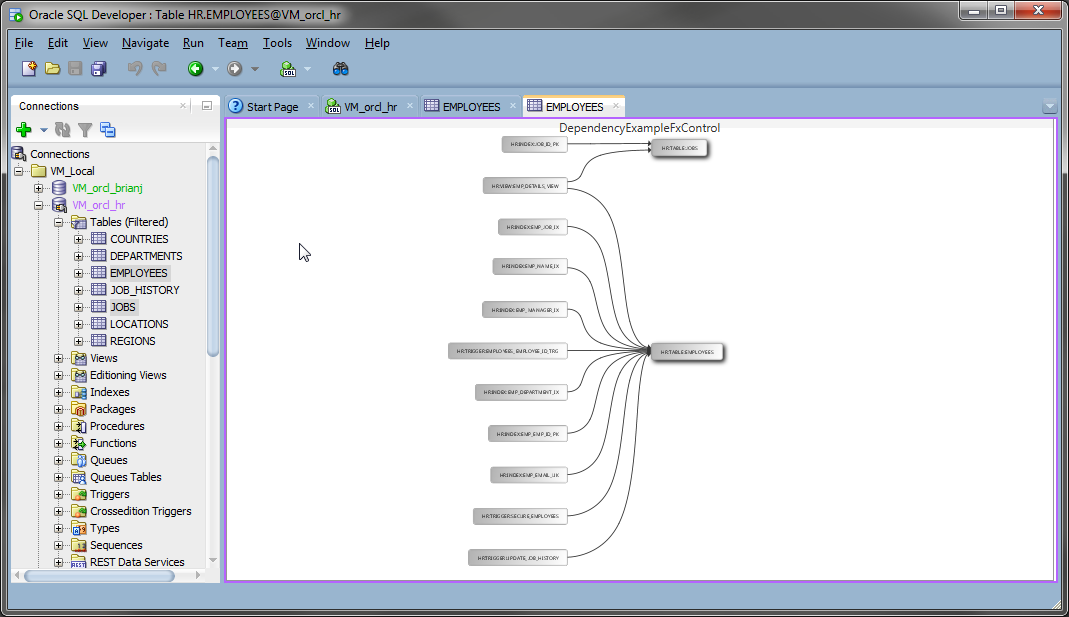 Oracle SQL Developer : Table HR.EMPLOYEES@VM_orcl_hr
File Edit View Navigate Run Team Tools Window Help
Connections
Start Page
VM_orcl_hr
EMPLOYEES
EMPLOYEES
Connections
VM_Local
VM_orcl_brianj
VM_orcl_hr
Tables (Filtered)
COUNTRIES
DEPARTMENTS
EMPLOYEES
JOB_HISTORY
JOBS
LOCATIONS
REGIONS
Views
Editioning Views
Indexes
Packages
Procedures
Functions
Queues
Queues Tables
Triggers
Crossedition Triggers
Types
Sequences
REST Data Services
DependencyExampleFxControl
HR:INDEX:JOB_ID_PK
HR:TABLE:JOBS
HR:VIEW:EMP_DETAILS_VIEW
HR:INDEX:EMP_JOB_IX
HR:INDEX:EMP_NAME_IX
HR:INDEX:EMP_MANAGER_IX
HR:TRIGGER:EMPLOYEES_EMPLOYEE_ID_TRG
HR:TABLE:EMPLOYEES
HR:INDEX:EMP_DEPARTMENT_IX
HR:INDEX:EMP_EMP_ID_PK
HR:INDEX:EMP_EMAIL_UK
HR:TRIGGER:SECURE_EMPLOYEES
HR:TRIGGER:UPDATE_JOB_HISTORY